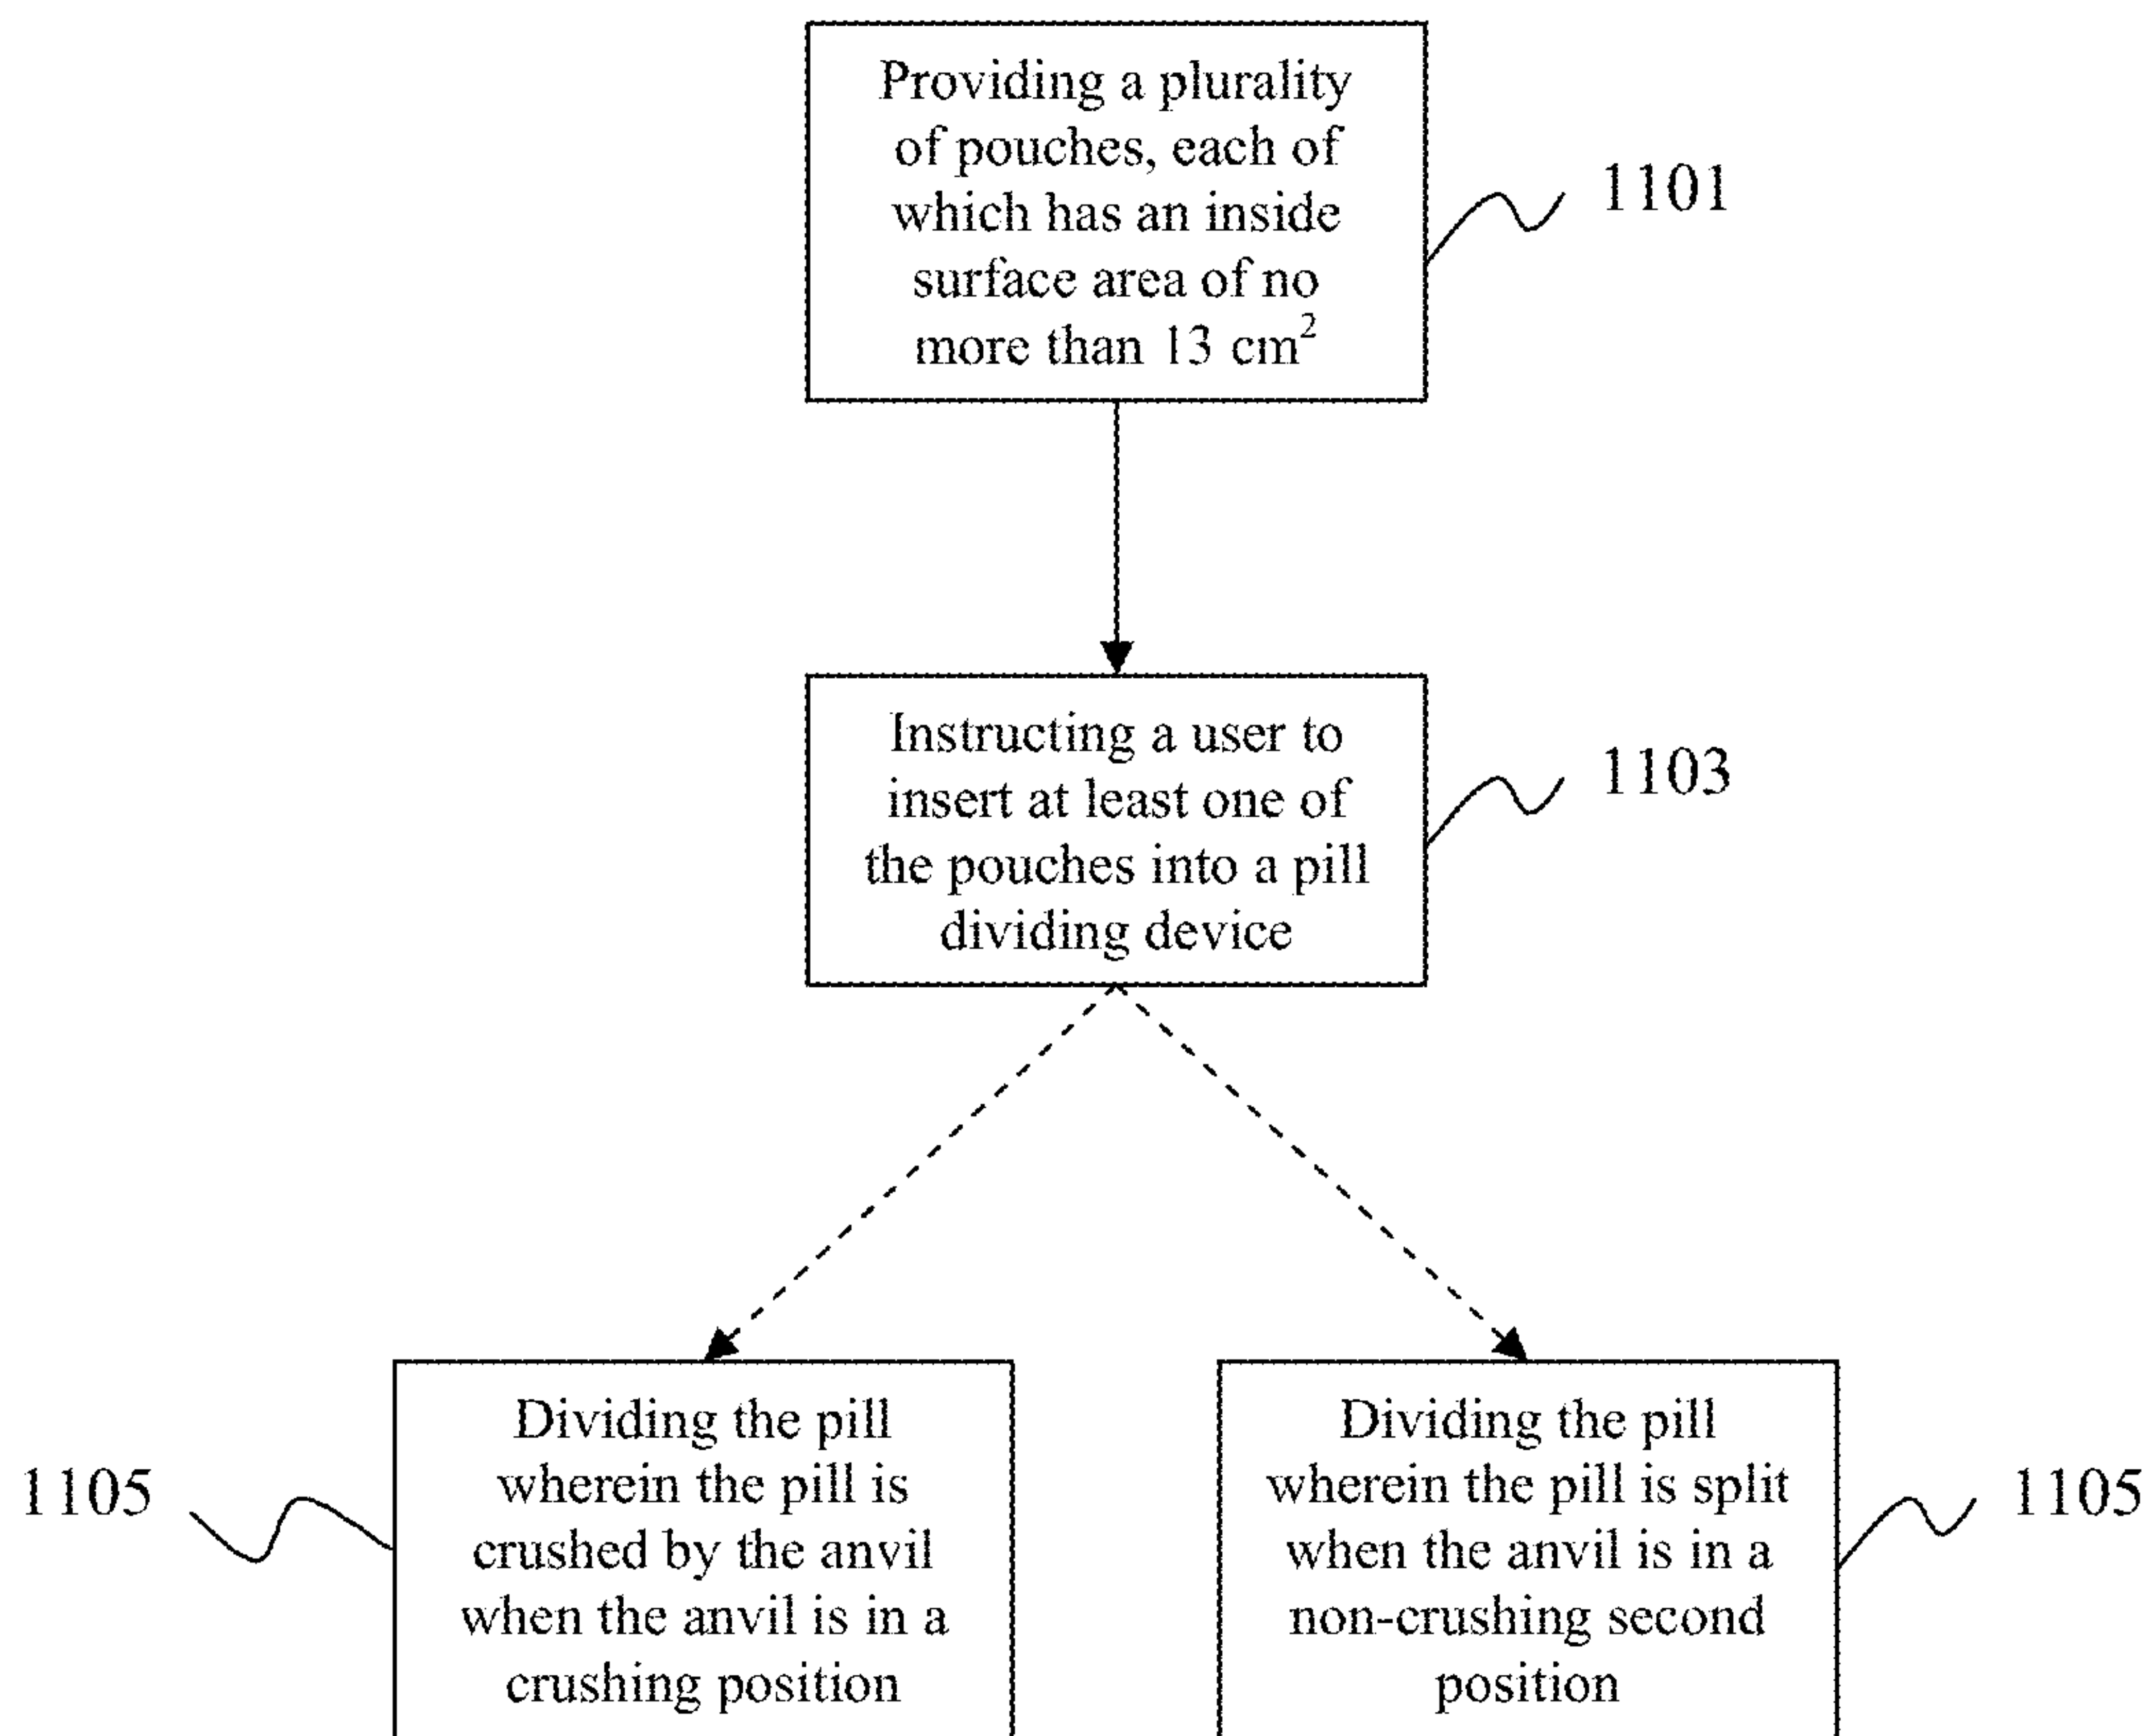 Providing a plurality
of pouches, each of
which has an inside
surface area of no
more than 13 cm²
1101
Instructing a user to
insert at least one of
the pouches into a pill
dividing device
1103
1105
Dividing the pill
wherein the pill is
crushed by the anvil
when the anvil is in a
crushing position
Dividing the pill
wherein the pill is split
when the anvil is in a
non-crushing second
position
1105